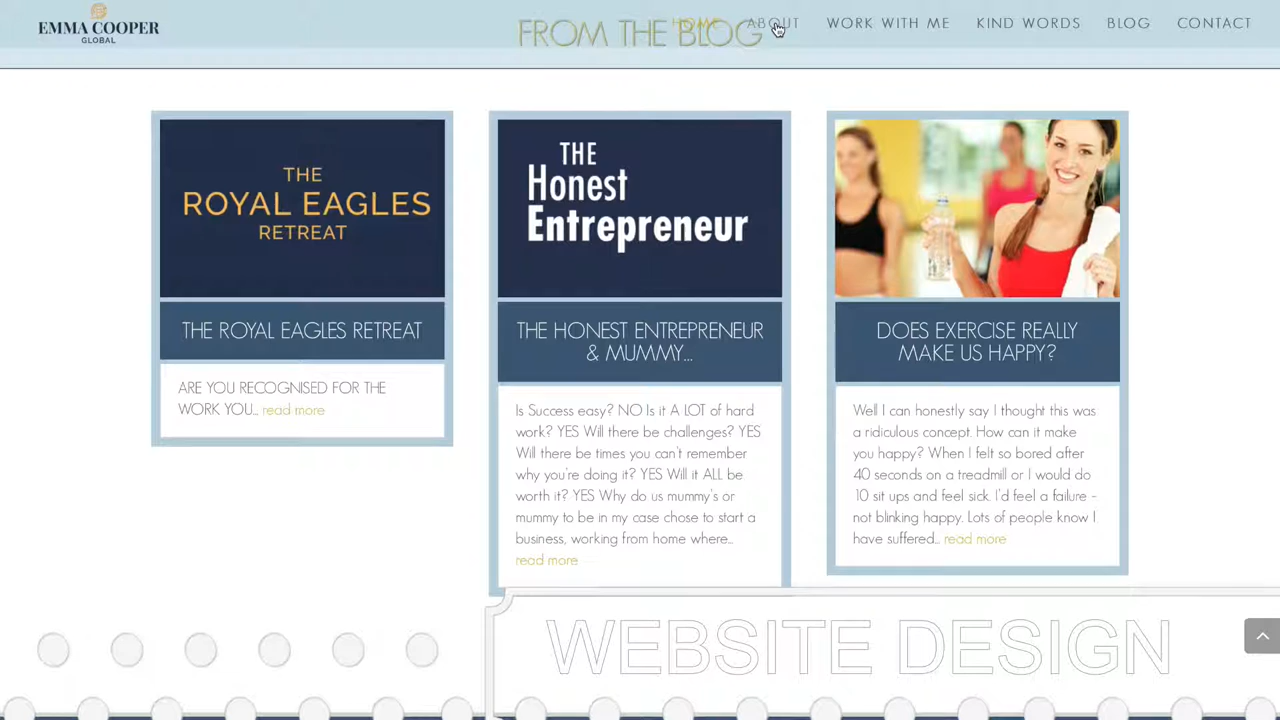 EMMA COOPER
GLOBAL
HOME ABOUT WORK WITH ME KIND WORDS BLOG CONTACT
FROM THE BLOG
THE
ROYAL EAGLES
RETREAT
THE ROYAL EAGLES RETREAT
ARE YOU RECOGNISED FOR THE
WORK YOU... read more
THE
Honest
Entrepreneur
THE HONEST ENTREPRENEUR
& MUMMY...
Is Success easy? NO Is it A LOT of hard
work? YES Will there be challenges? YES
Will there be times you can't remember
why you're doing it? YES Will it ALL be
worth it? YES Why do us mummy's or
mummy to be in my case chose to start a
business, working from home where...
read more
DOES EXERCISE REALLY
MAKE US HAPPY?
Well I can honestly say I thought this was
a ridiculous concept. How can it make
you happy? When I felt so bored after
40 seconds on a treadmill or I would do
10 sit ups and feel sick. I'd feel a failure –
not blinking happy. Lots of people know I
have suffered... read more
WEBSITE DESIGN